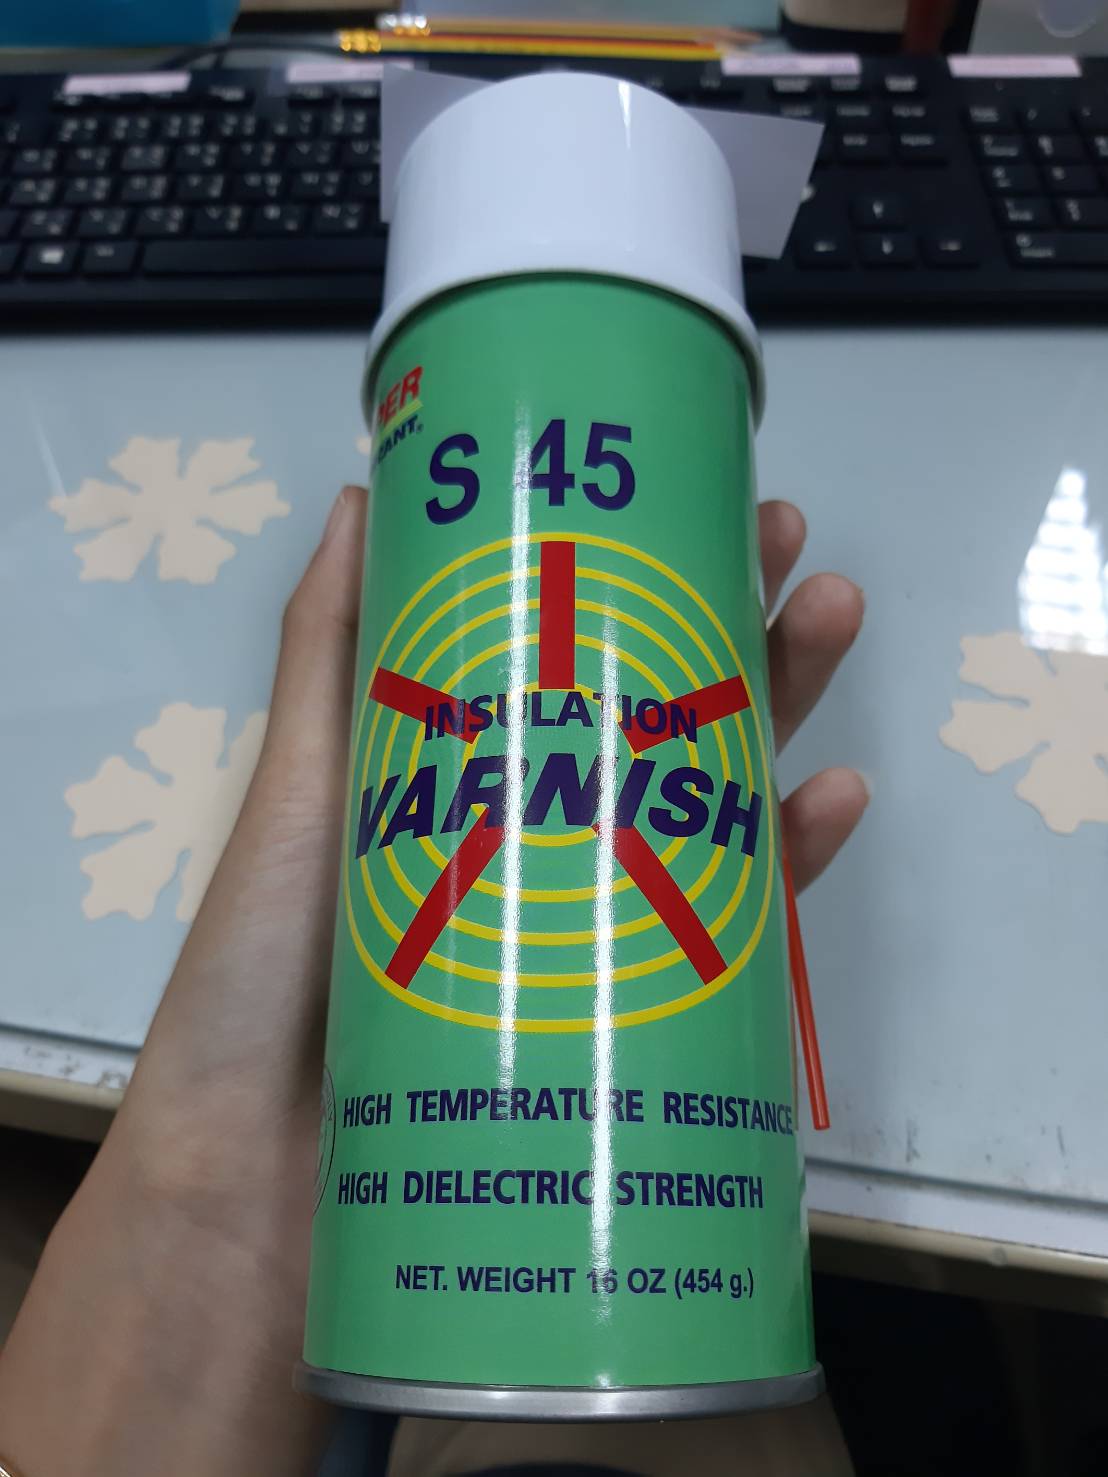 S 45
INSULATION
VARNISH
HIGH TEMPERATURE RESISTANCE
HIGH DIELECTRIC STRENGTH
NET. WEIGHT 16 OZ (454 g.)